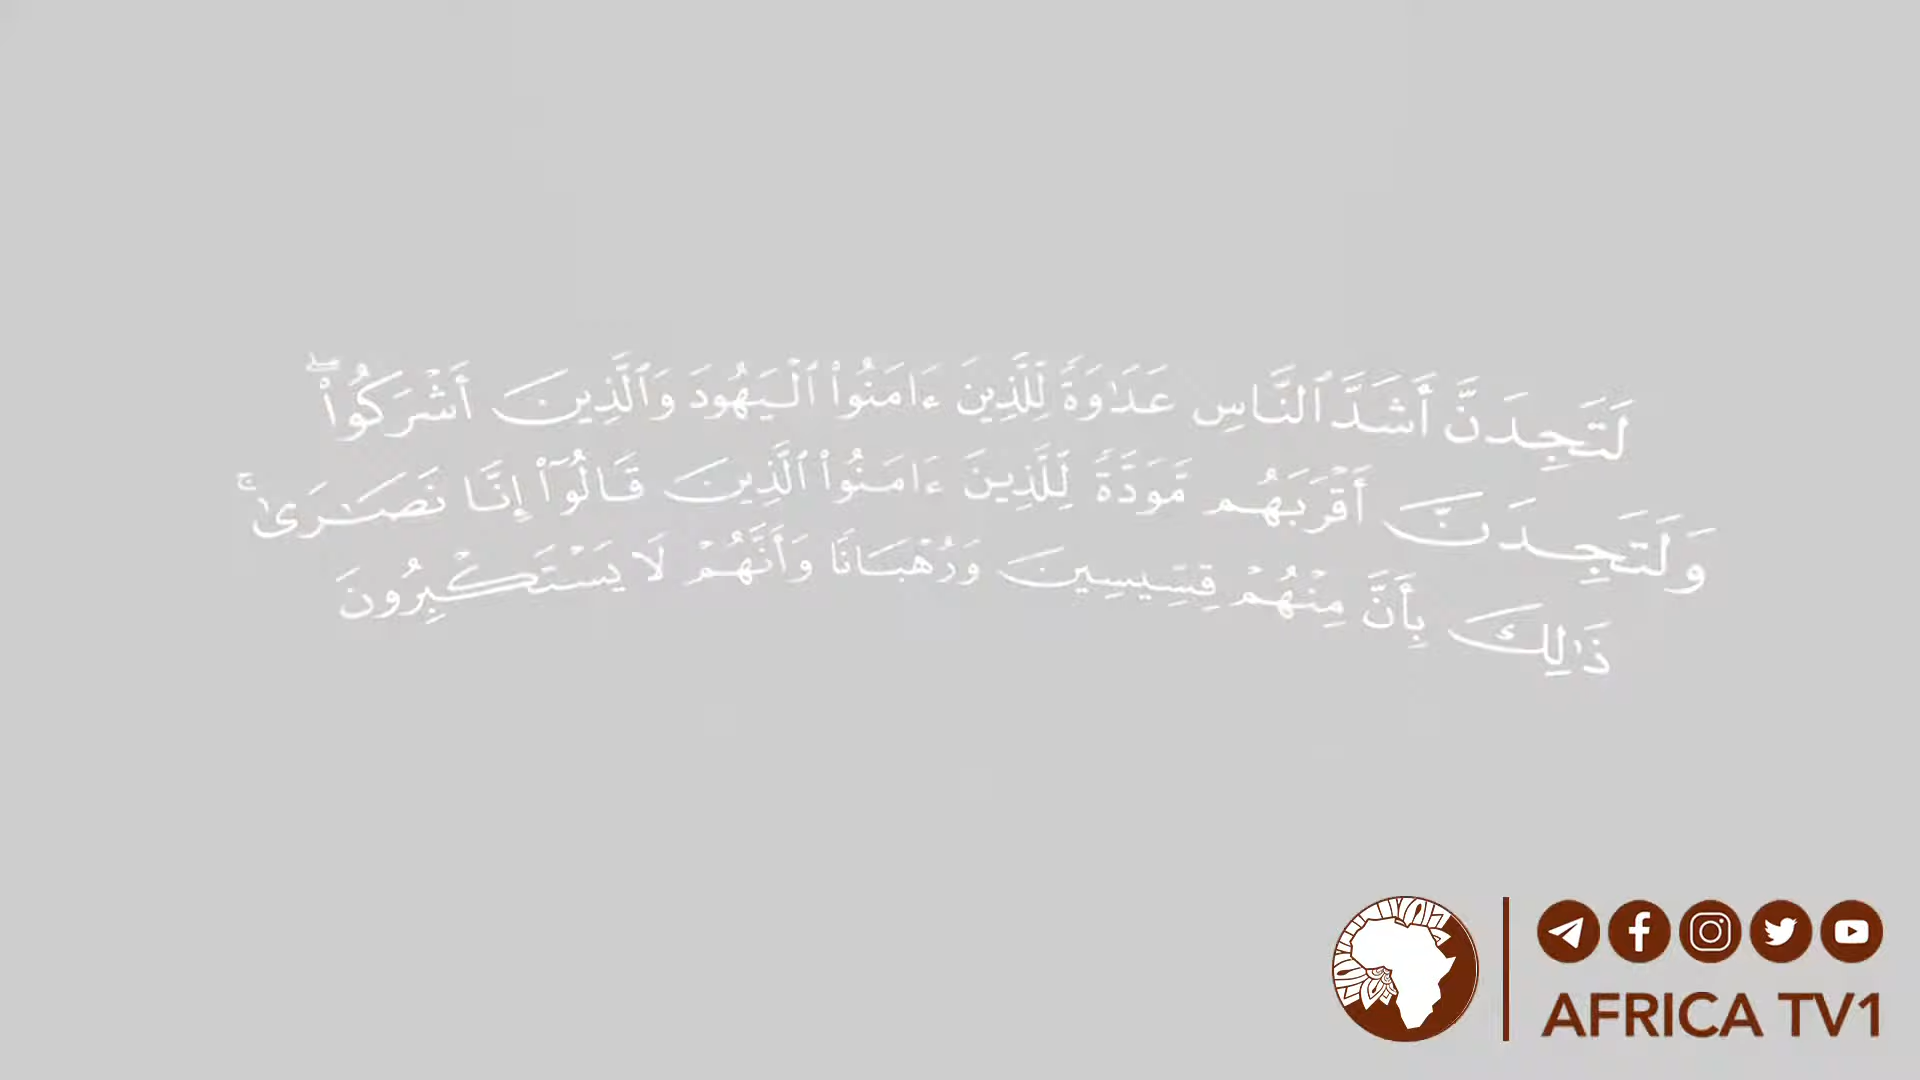 لَتَجِدَنَّ أَشَدَّ ٱلنَّاسِ عَدَٰوَةً لِّلَّذِينَ ءَامَنُواْ ٱلْيَهُودَ وَٱلَّذِينَ أَشْرَكُواْۖ
وَلَتَجِدَنَّ أَقْرَبَهُم مَّوَدَّةً لِّلَّذِينَ ءَامَنُواْ ٱلَّذِينَ قَالُوٓاْ إِنَّا نَصَٰرَىٰۚ
ذَٰلِكَ بِأَنَّ مِنْهُمْ قِسِّيسِينَ وَرُهْبَانًا وَأَنَّهُمْ لَا يَسْتَكْبِرُونَ
AFRICA TV1